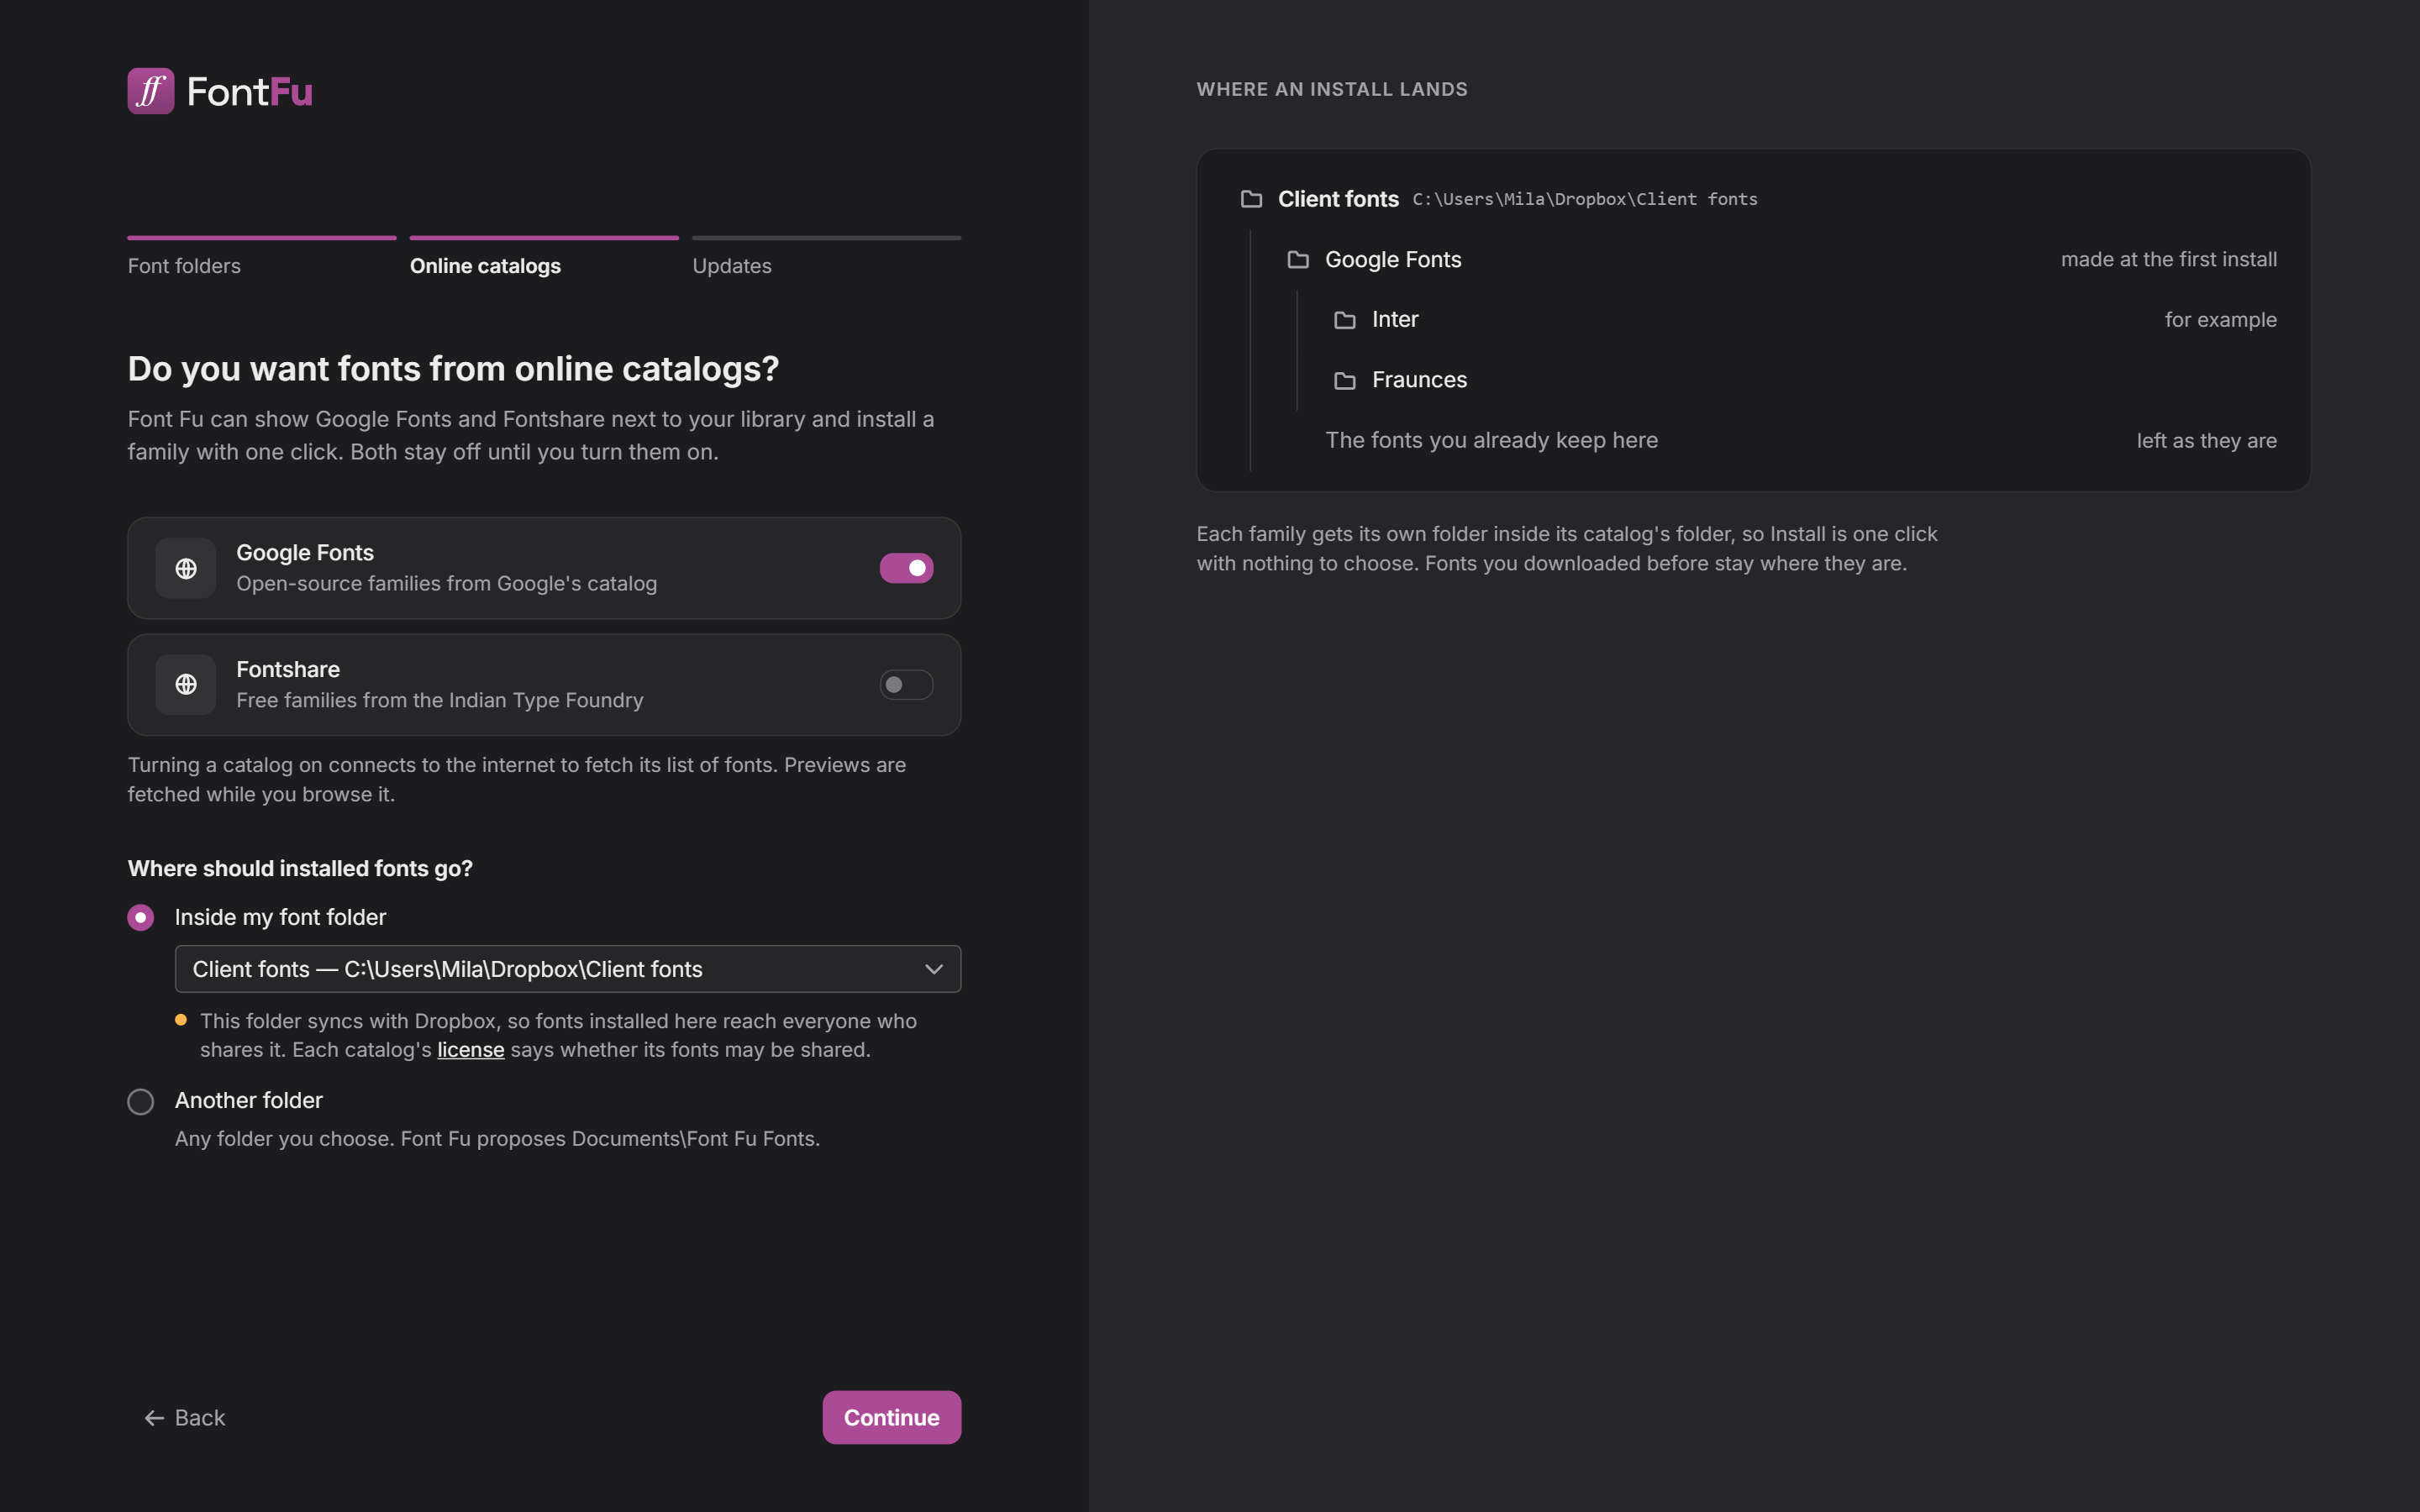 ff FontFu
Font folders
Online catalogs
Updates
Do you want fonts from online catalogs?
Font Fu can show Google Fonts and Fontshare next to your library and install a
family with one click. Both stay off until you turn them on.
Google Fonts
Open-source families from Google's catalog
Fontshare
Free families from the Indian Type Foundry
Turning a catalog on connects to the internet to fetch its list of fonts. Previews are
fetched while you browse it.
Where should installed fonts go?
Inside my font folder
Client fonts — C:\Users\Mila\Dropbox\Client fonts
This folder syncs with Dropbox, so fonts installed here reach everyone who
shares it. Each catalog's license says whether its fonts may be shared.
Another folder
Any folder you choose. Font Fu proposes Documents\Font Fu Fonts.
Back
Continue
WHERE AN INSTALL LANDS
Client fonts C:\Users\Mila\Dropbox\Client fonts
Google Fonts made at the first install
Inter for example
Fraunces
The fonts you already keep here left as they are
Each family gets its own folder inside its catalog's folder, so Install is one click
with nothing to choose. Fonts you downloaded before stay where they are.